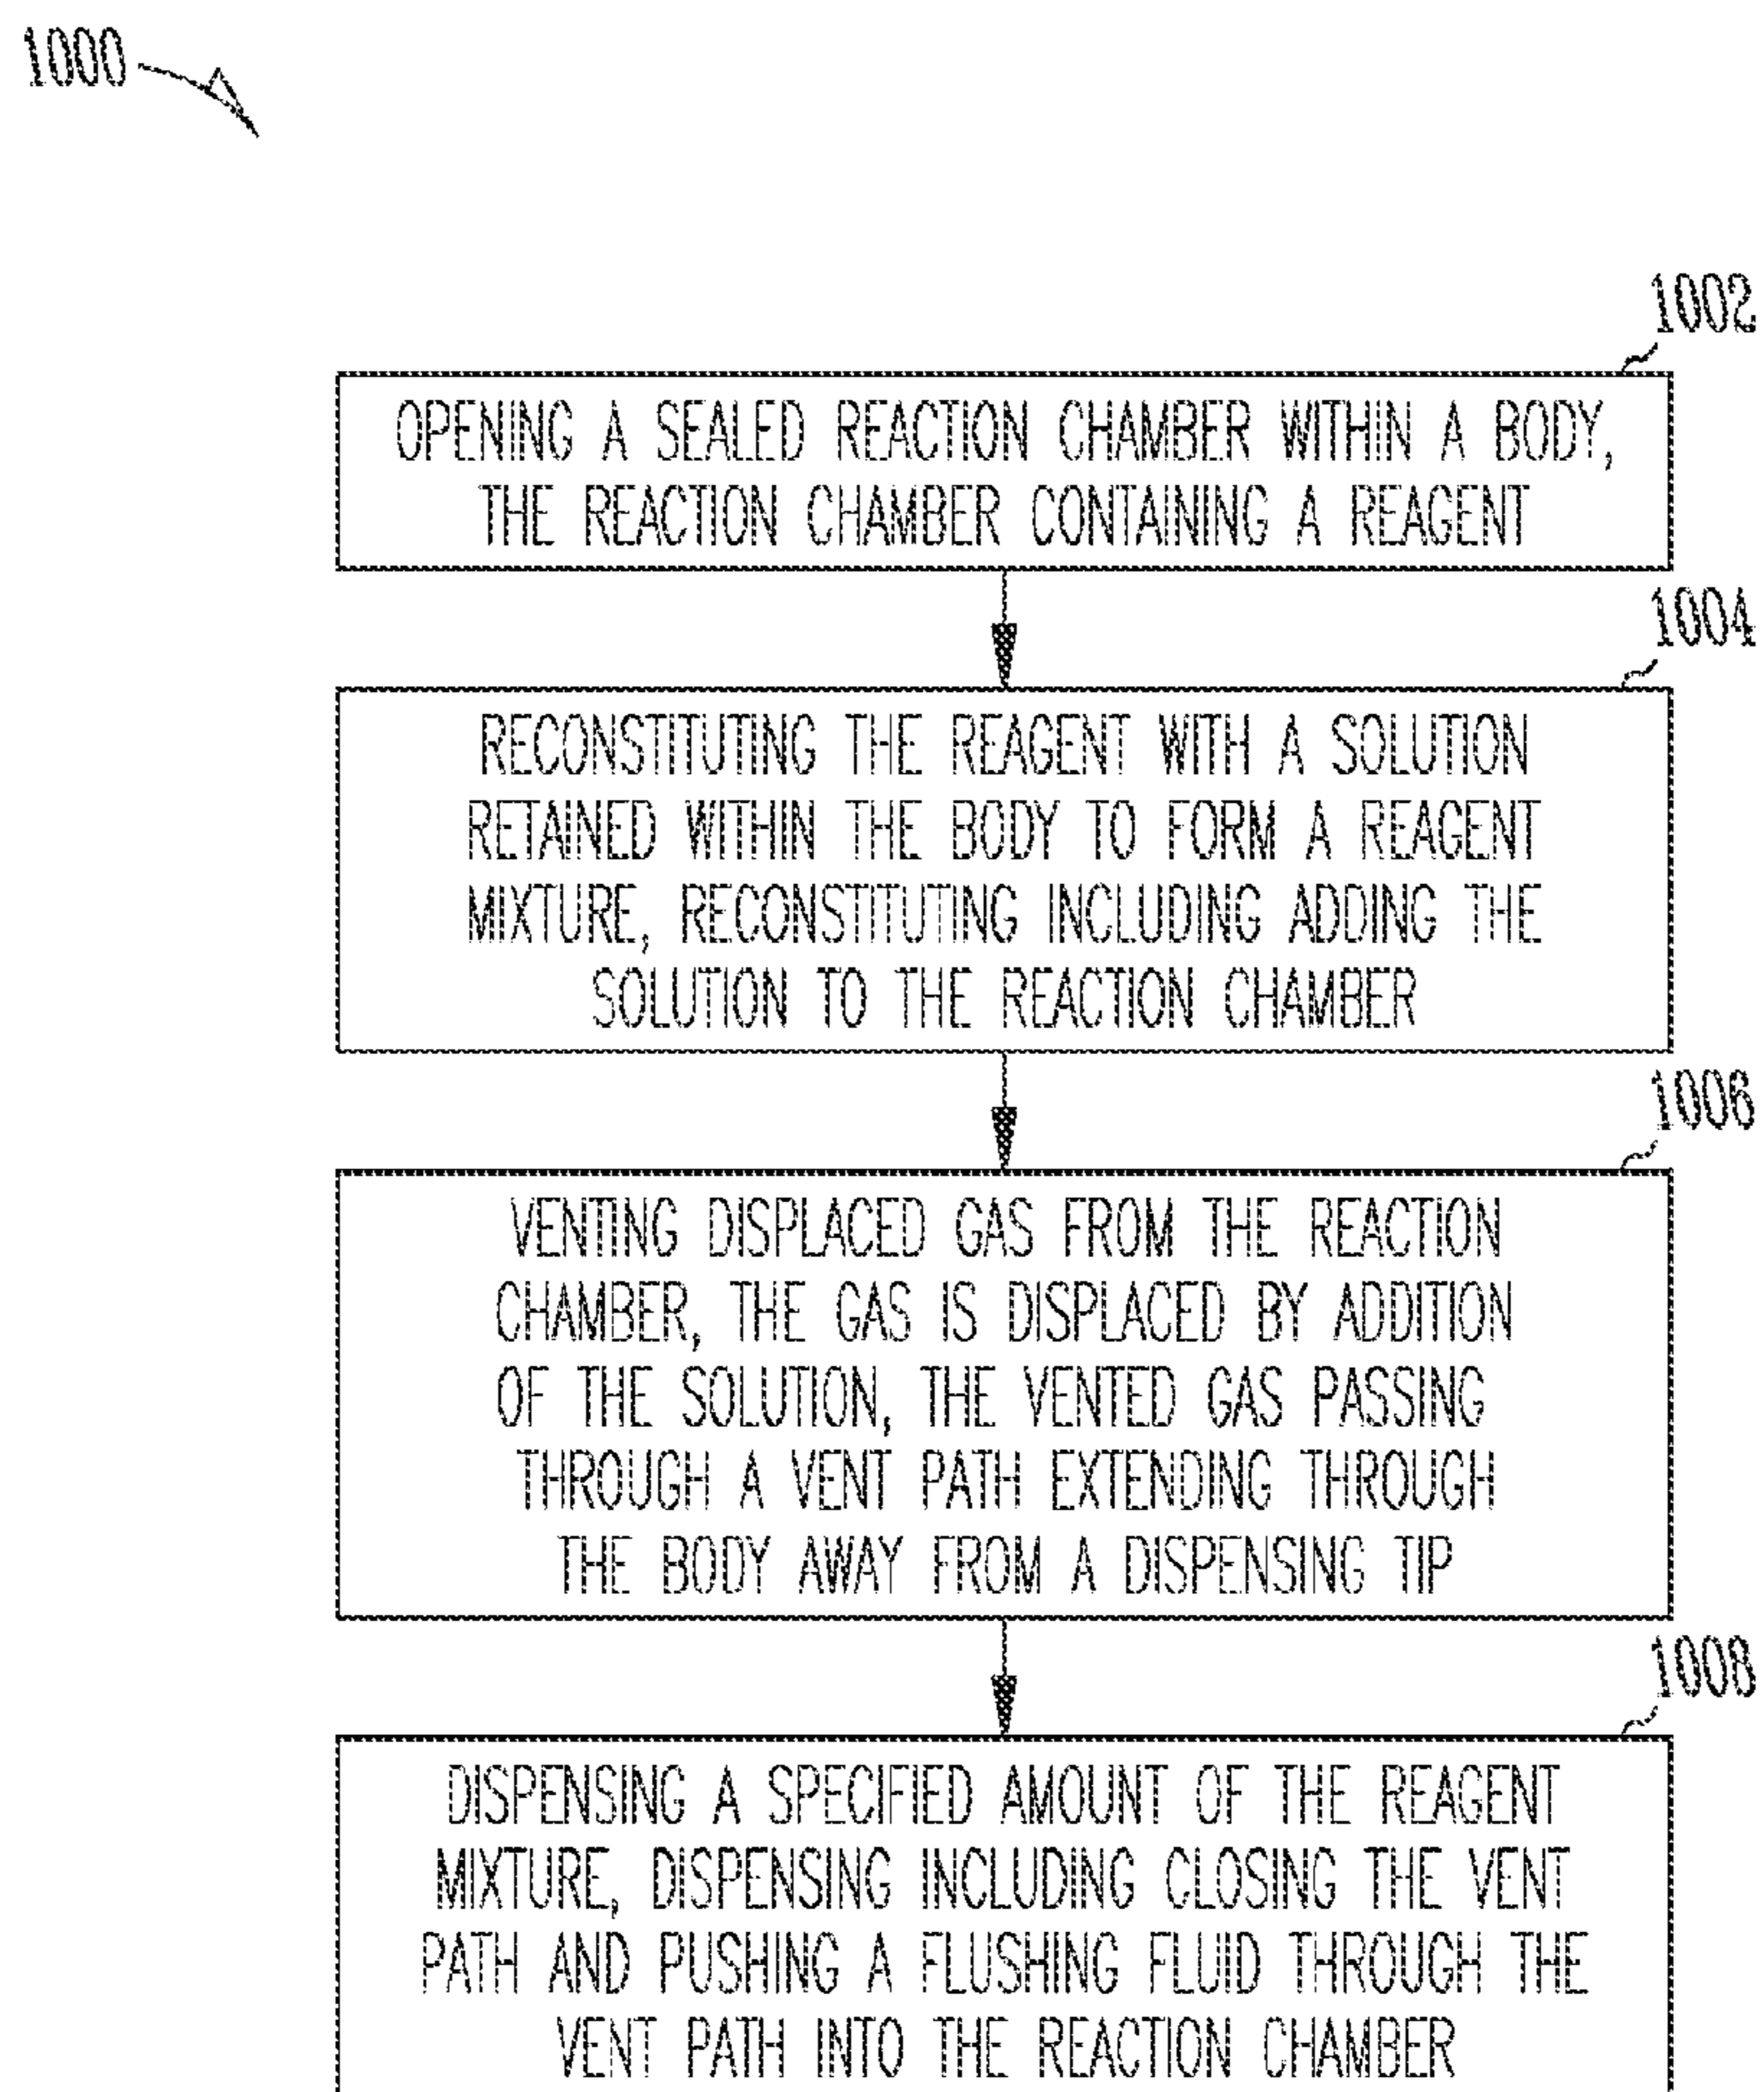 1000
1002
OPENING A SEALED REACTION CHAMBER WITHIN A BODY,
THE REACTION CHAMBER CONTAINING A REAGENT
1004
RECONSTITUTING THE REAGENT WITH A SOLUTION
RETAINED WITHIN THE BODY TO FORM A REAGENT
MIXTURE, RECONSTITUTING INCLUDING ADDING THE
SOLUTION TO THE REACTION CHAMBER
1006
VENTING DISPLACED GAS FROM THE REACTION
CHAMBER, THE GAS IS DISPLACED BY ADDITION
OF THE SOLUTION, THE VENTED GAS PASSING
THROUGH A VENT PATH EXTENDING THROUGH
THE BODY AWAY FROM A DISPENSING TIP
1008
DISPENSING A SPECIFIED AMOUNT OF THE REAGENT
MIXTURE, DISPENSING INCLUDING CLOSING THE VENT
PATH AND PUSHING A FLUSHING FLUID THROUGH THE
VENT PATH INTO THE REACTION CHAMBER